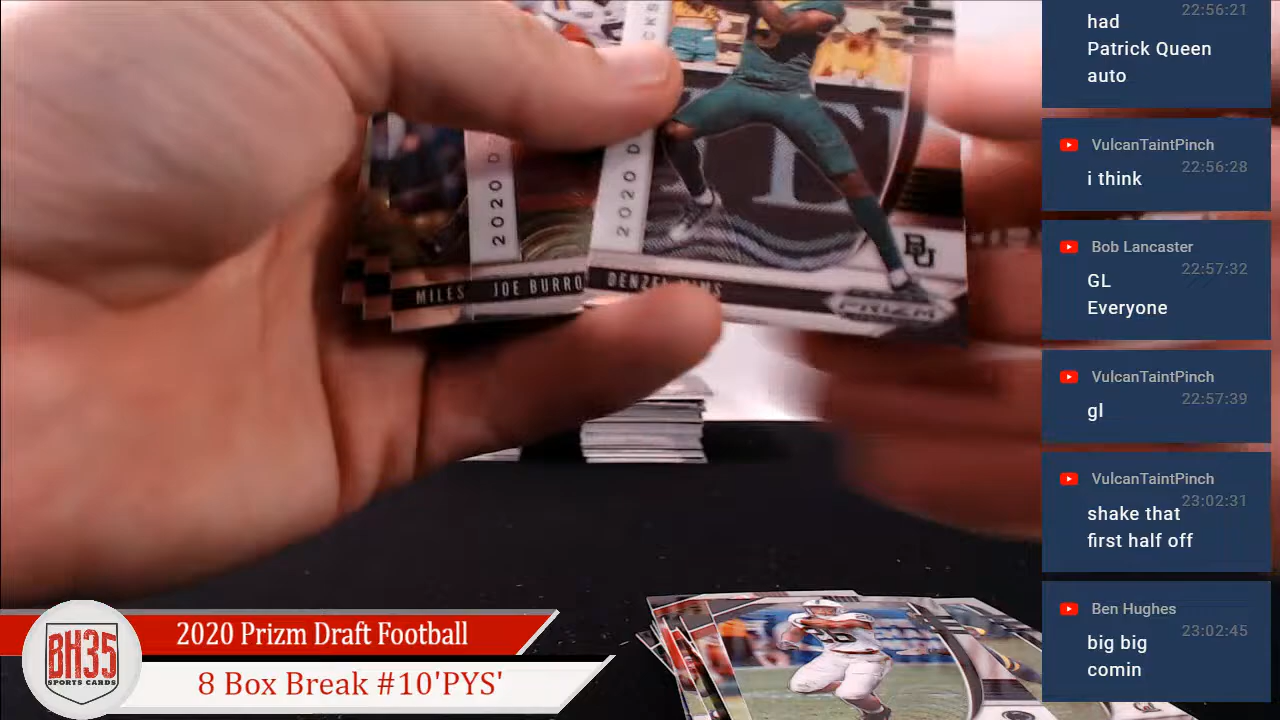 22:56:21
had
Patrick Queen
auto
VulcanTaintPinch
22:56:28
i think
Bob Lancaster
22:57:32
GL
Everyone
VulcanTaintPinch
22:57:39
gl
VulcanTaintPinch
23:02:31
shake that
first half off
Ben Hughes
23:02:45
big big
comin
2020 D
2020 D
MILES
JOE BURRO
BU
PRIZM
26
BH35
SPORTS CARDS
2020 Prizm Draft Football
8 Box Break #10'PYS'